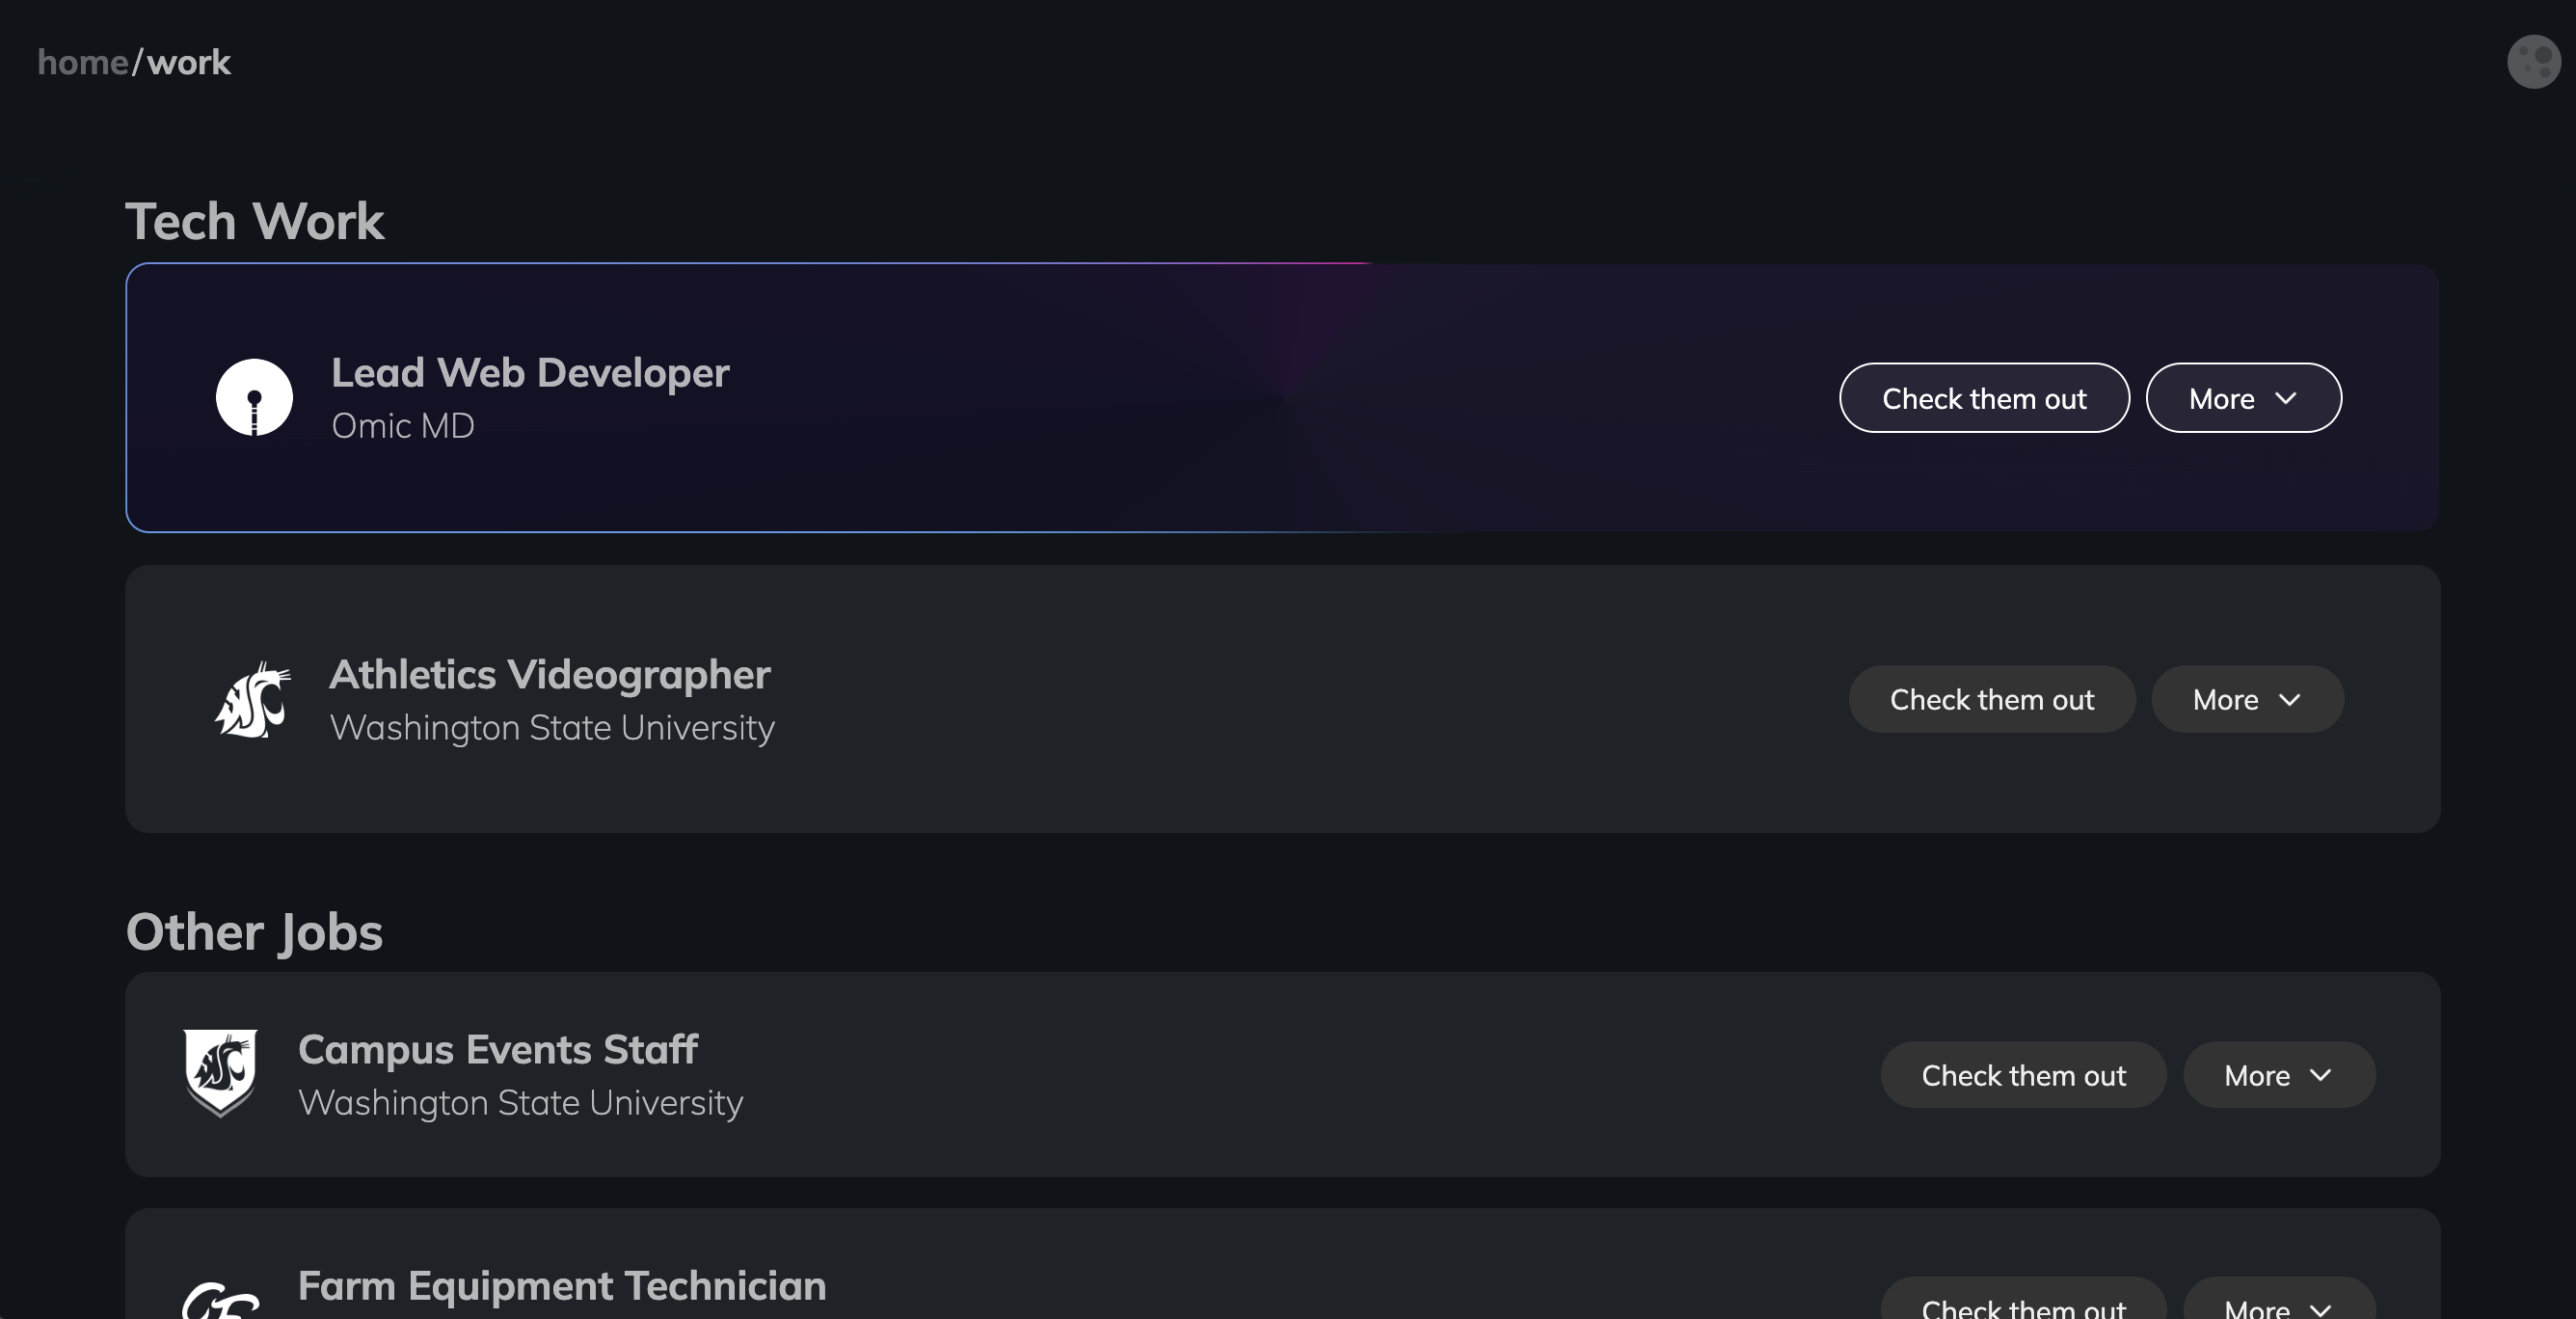 home/work
Tech Work
Lead Web Developer
Omic MD
Check them out
More
Athletics Videographer
Washington State University
Check them out
More
Other Jobs
Campus Events Staff
Washington State University
Check them out
More
Farm Equipment Technician
Check them out
More